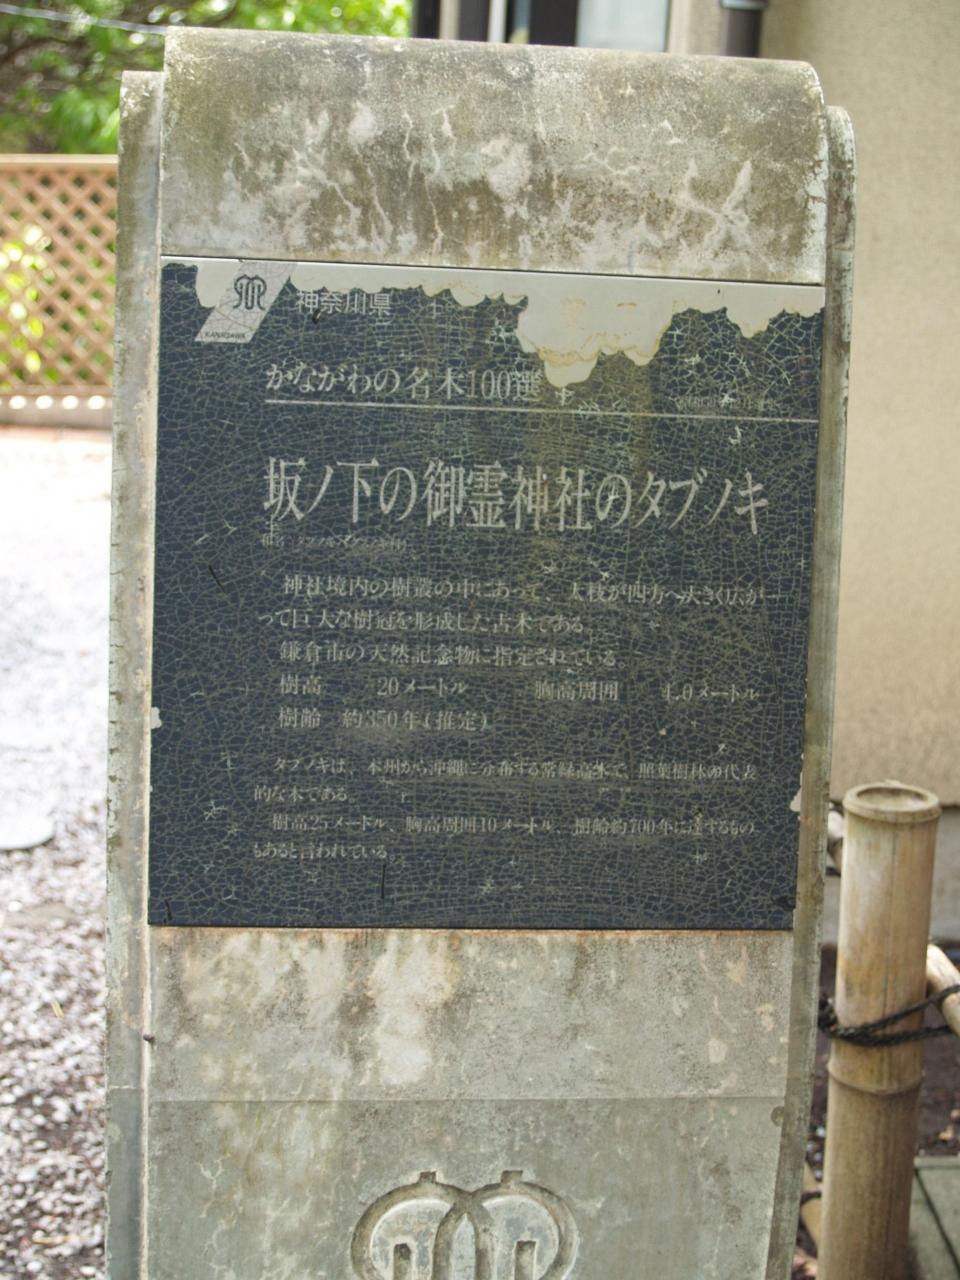 KANAGAWA
神奈川県
かながわの名木100選
坂ノ下の御霊神社のタブノキ
神社境内の樹叢の中にあって、太枝が四方へ大きく広が
って巨大な樹冠を形成した古木である。
鎌倉市の天然記念物に指定されている。
樹高 20メートル 胸高周囲 4.0メートル
樹齢 約350年(推定)
タブノキは、本州から沖縄に分布する常緑高木で、照葉樹林の代表
的な木である。
樹高25メートル、胸高周囲10メートル、樹齢約700年に達するもの
もあると言われている。